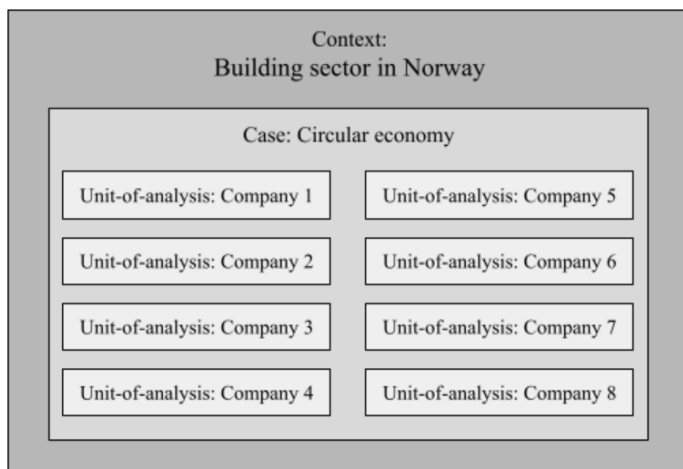 Context:
Building sector in Norway
Case: Circular economy
Unit-of-analysis: Company 1
Unit-of-analysis: Company 5
Unit-of-analysis: Company 2
Unit-of-analysis: Company 6
Unit-of-analysis: Company 3
Unit-of-analysis: Company 7
Unit-of-analysis: Company 4
Unit-of-analysis: Company 8